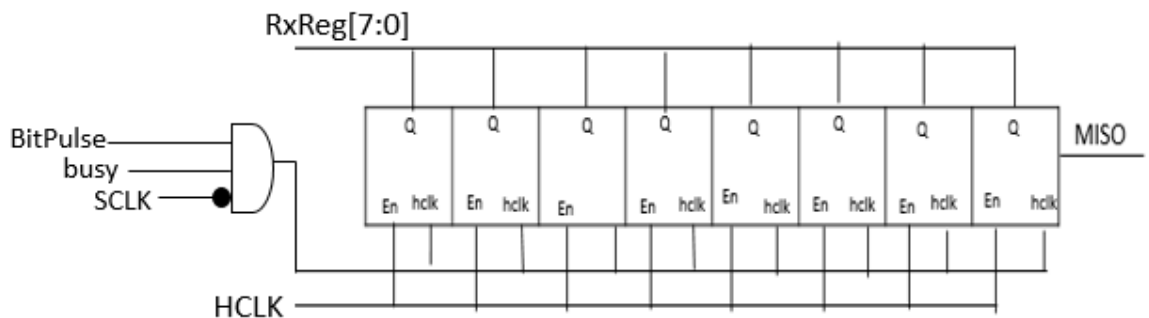 RxReg[7:0]
Q Q Q Q Q Q Q Q
BitPulse
MISO
busy
SCLK
En hclk En hclk En En hclk En hclk En hclk En hclk En hclk
HCLK